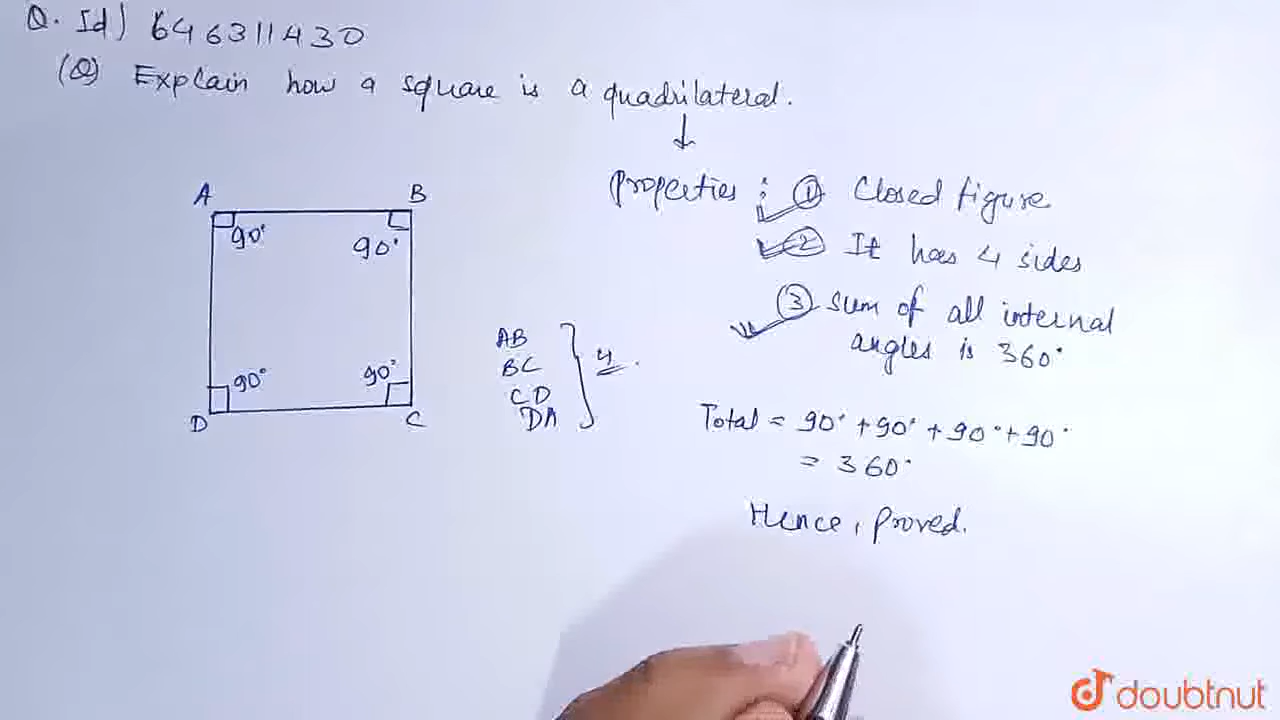 Q. Id) 646311430
(Q) Explain how a square is a quadrilateral.
Properties : ① Closed figure
② It has 4 sides
③ sum of all internal
angles is 360°
A B
90° 90°
90° 90°
D C
AB
BC
CD
DA
4
Total = 90° + 90° + 90° + 90°
= 360°
Hence, proved.
doubtnut